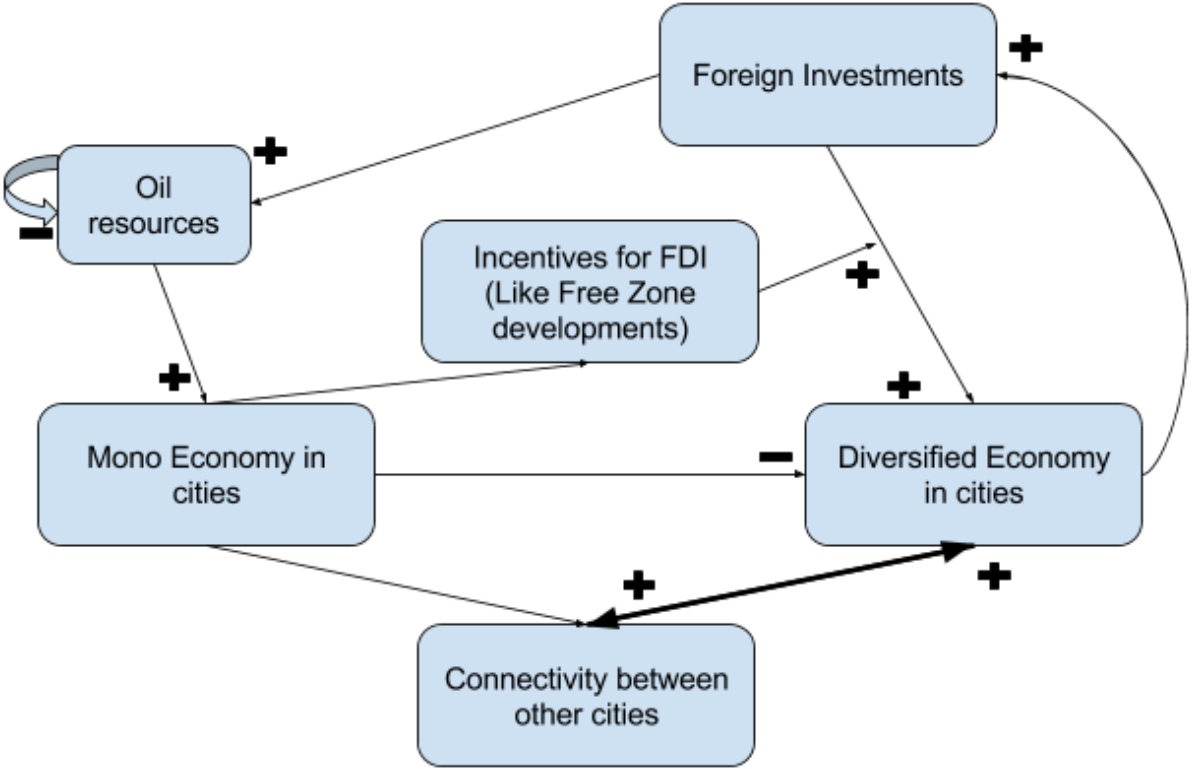 Foreign Investments
Oil
resources
Incentives for FDI
(Like Free Zone
developments)
Mono Economy in
cities
Diversified Economy
in cities
Connectivity between
other cities